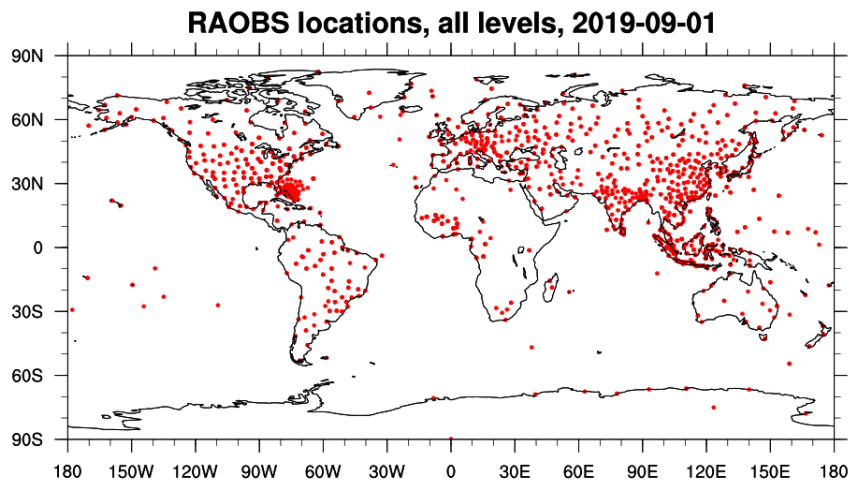 RAOBS locations, all levels, 2019-09-01
90N
60N
30N
0
30S
60S
90S
180 150W 120W 90W 60W 30W 0 30E 60E 90E 120E 150E 180